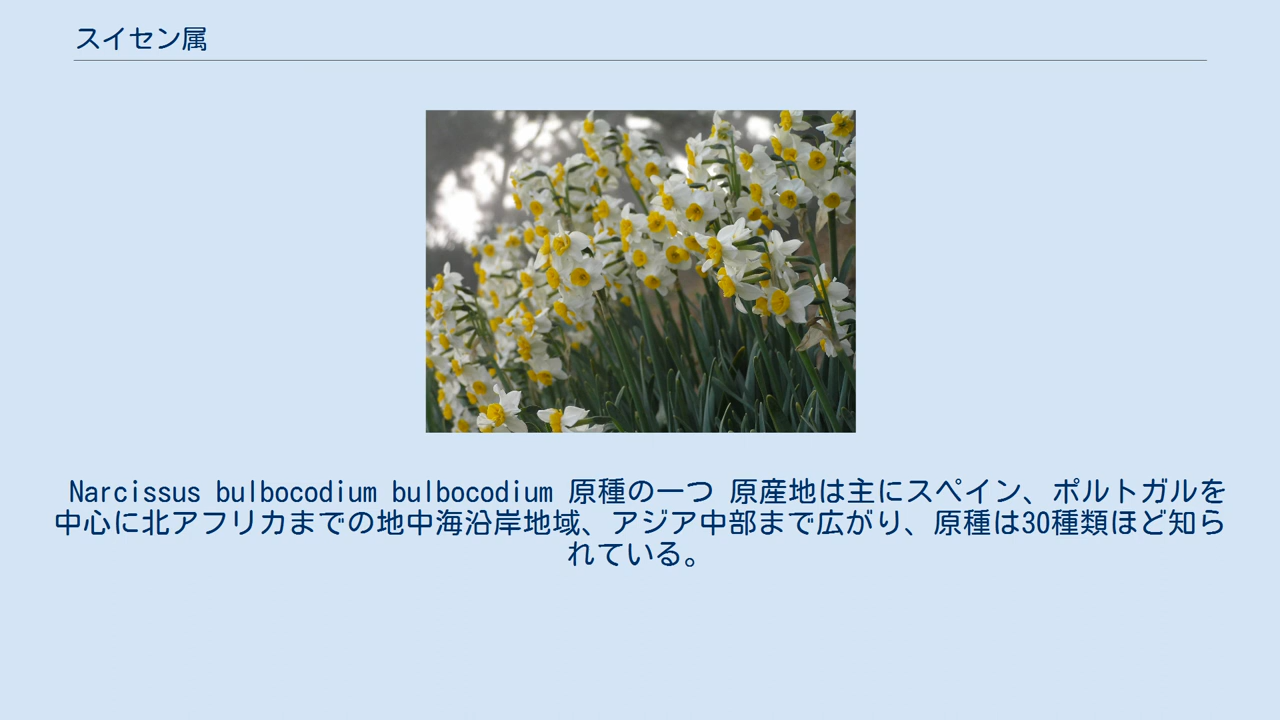 スイセン属
Narcissus bulbocodium bulbocodium 原種の一つ 原産地は主にスペイン、ポルトガルを
中心に北アフリカまでの地中海沿岸地域、アジア中部まで広がり、原種は30種類ほど知ら
れている。